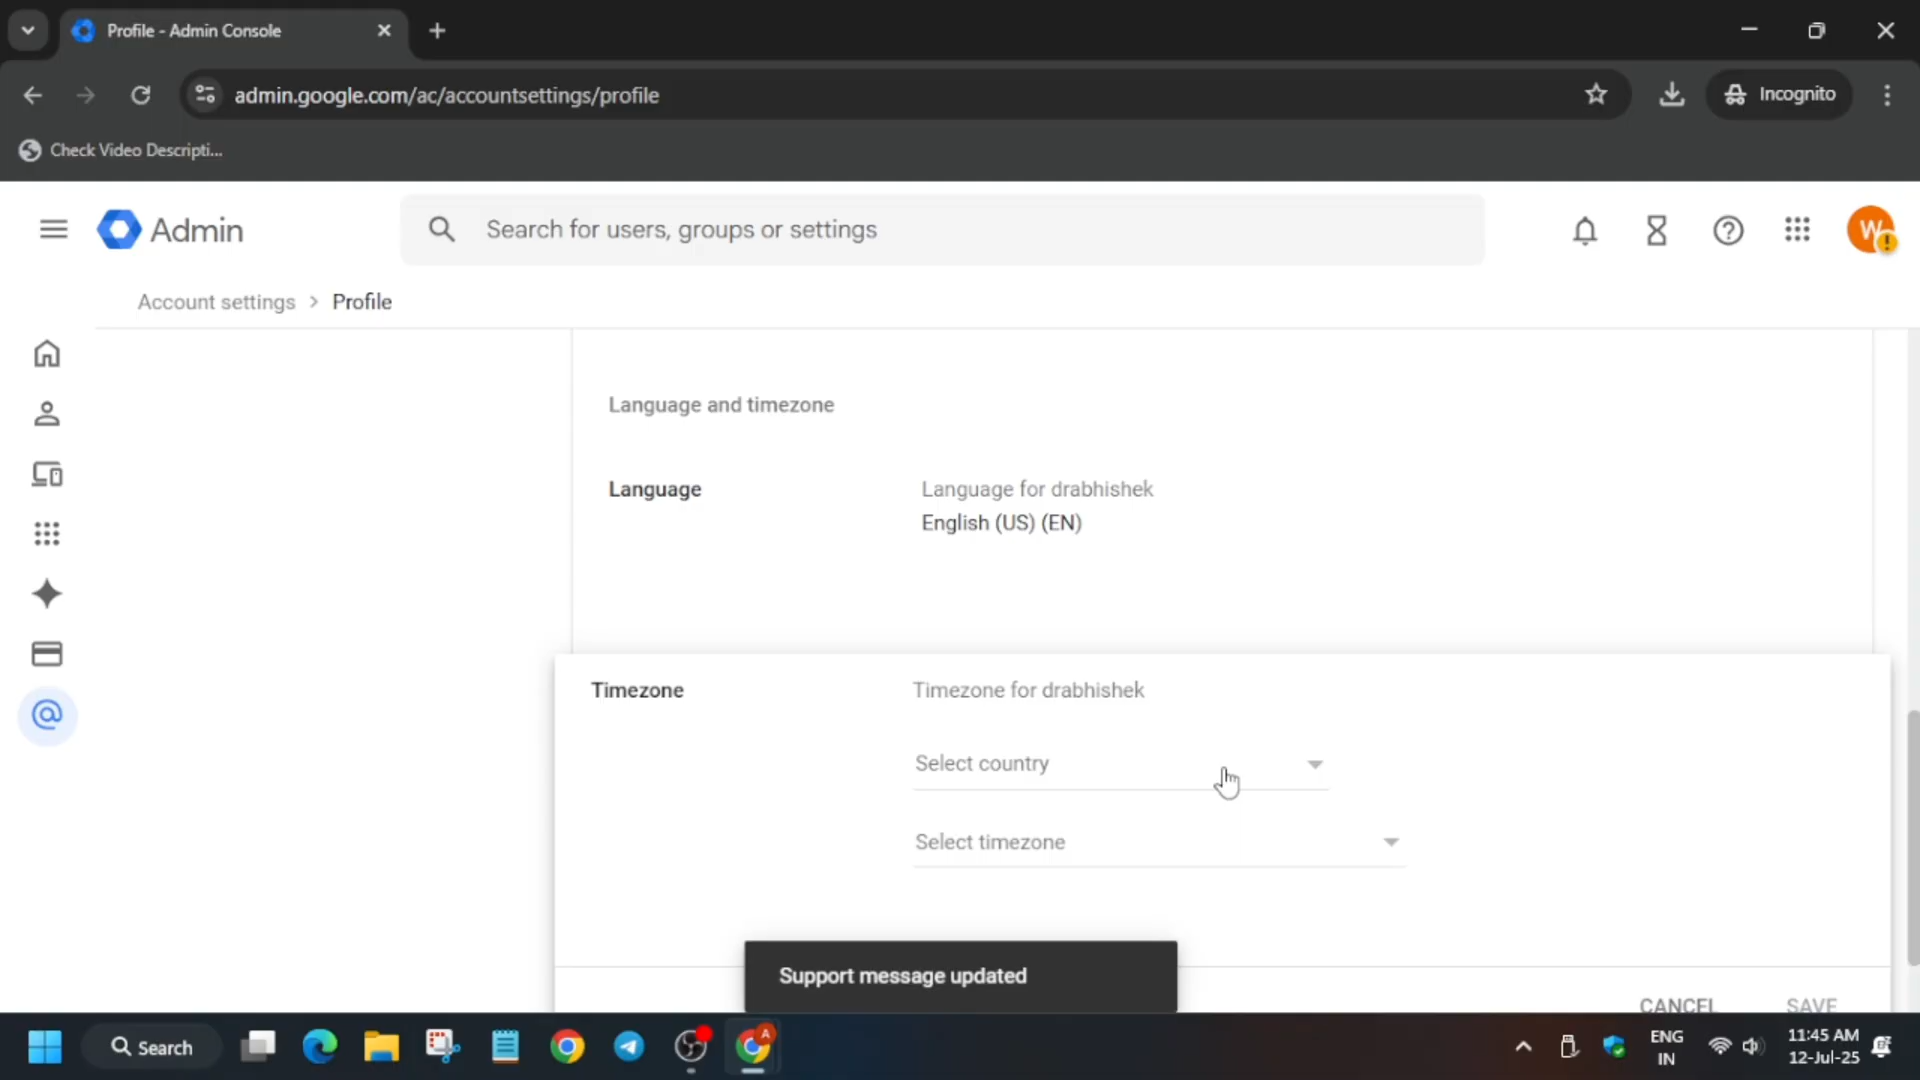 Profile - Admin Console
admin.google.com/ac/accountsettings/profile
Incognito
Check Video Descripti...
Admin
Search for users, groups or settings
W
Account settings > Profile
Language and timezone
Language
Language for drabhishek
English (US) (EN)
Timezone
Timezone for drabhishek
Select country
Select timezone
Support message updated
CANCEL
SAVE
Search
A
ENG
IN
11:45 AM
12-Jul-25